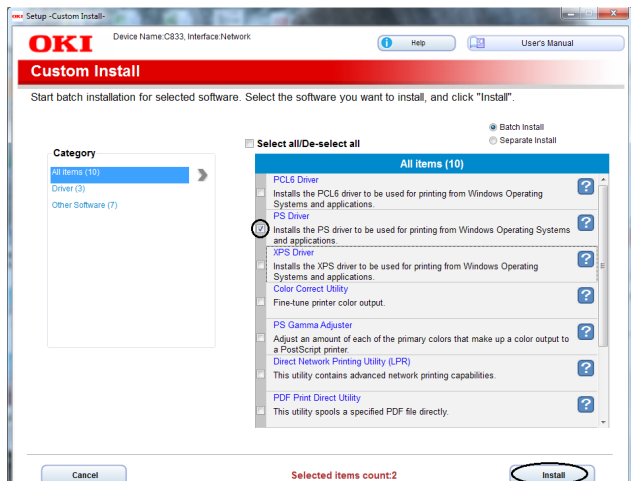 OKI Setup -Custom Install-
OKI
Device Name:C833, Interface:Network
Help
User's Manual
Custom Install
Start batch installation for selected software. Select the software you want to install, and click "Install".
Batch Install
Separate Install
Select all/De-select all
Category
All items (10)
Driver (3)
Other Software (7)
All items (10)
PCL6 Driver
Installs the PCL6 driver to be used for printing from Windows Operating
Systems and applications.
PS Driver
Installs the PS driver to be used for printing from Windows Operating Systems
and applications.
XPS Driver
Installs the XPS driver to be used for printing from Windows Operating
Systems and applications.
Color Correct Utility
Fine-tune printer color output.
PS Gamma Adjuster
Adjust an amount of each of the primary colors that make up a color output to
a PostScript printer.
Direct Network Printing Utility (LPR)
This utility contains advanced network printing capabilities.
PDF Print Direct Utility
This utility spools a specified PDF file directly.
Cancel
Selected items count:2
Install